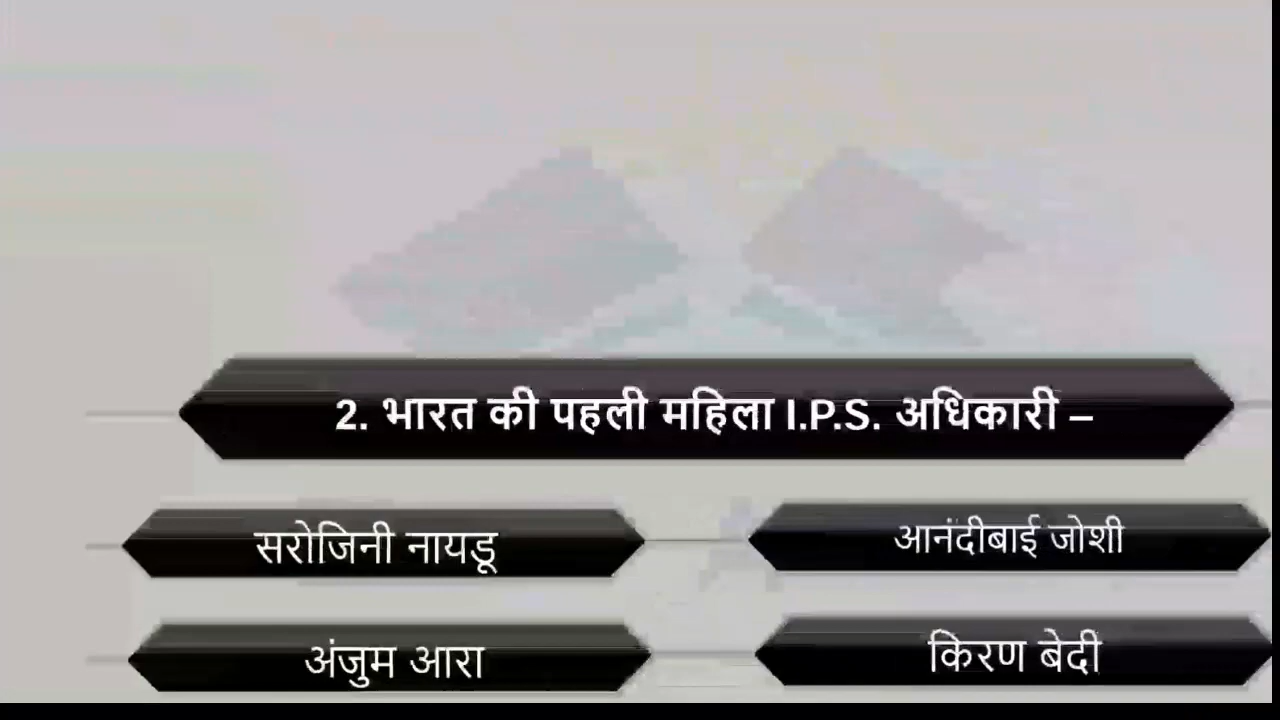 2. भारत की पहली महिला I.P.S. अधिकारी –
सरोजिनी नायडू
आनंदीबाई जोशी
अंजुम आरा
किरण बेदी